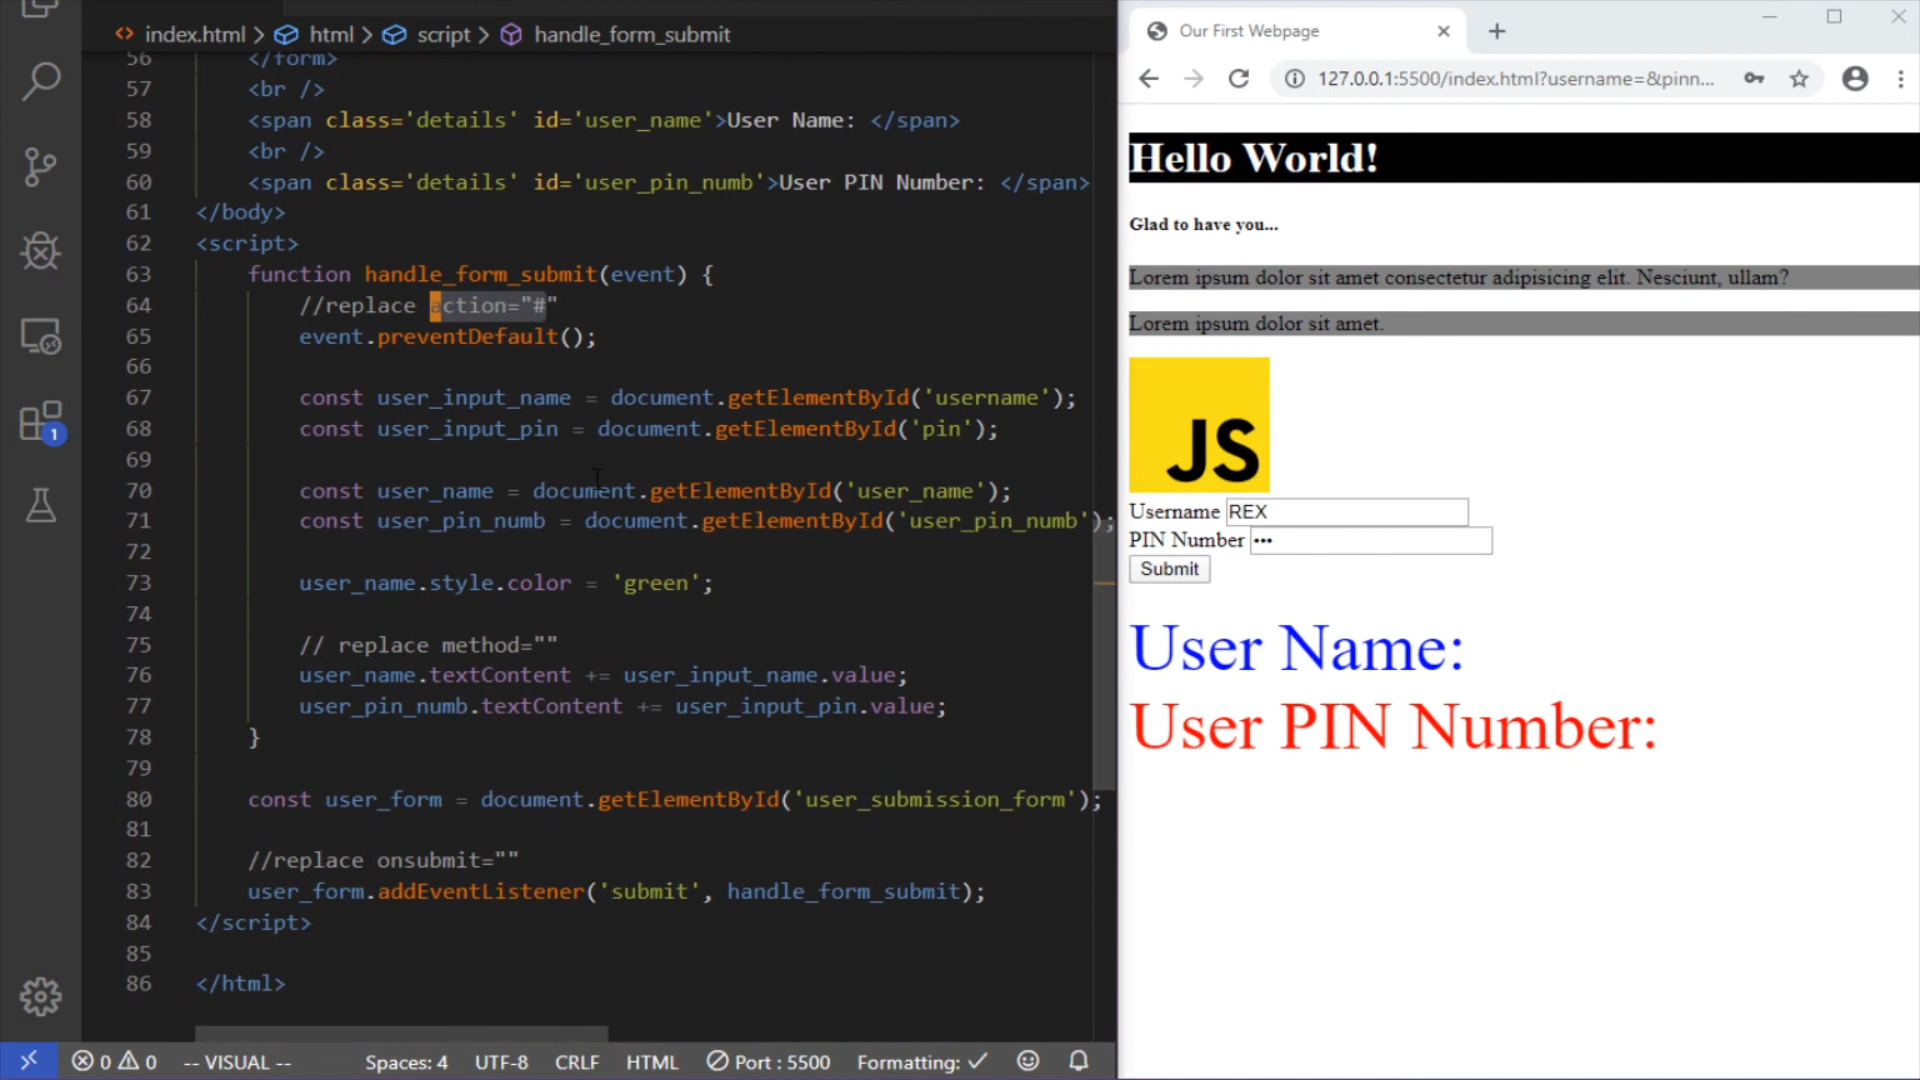 index.html > html > script > handle_form_submit
56 </form>
57 <br />
58 <span class='details' id='user_name'>User Name: </span>
59 <br />
60 <span class='details' id='user_pin_numb'>User PIN Number: </span>
61 </body>
62 <script>
63 function handle_form_submit(event) {
64 //replace action="#"
65 event.preventDefault();
66
67 const user_input_name = document.getElementById('username');
68 const user_input_pin = document.getElementById('pin');
69
70 const user_name = document.getElementById('user_name');
71 const user_pin_numb = document.getElementById('user_pin_numb');
72
73 user_name.style.color = 'green';
74
75 // replace method=""
76 user_name.textContent += user_input_name.value;
77 user_pin_numb.textContent += user_input_pin.value;
78 }
79
80 const user_form = document.getElementById('user_submission_form');
81
82 //replace onsubmit=""
83 user_form.addEventListener('submit', handle_form_submit);
84 </script>
85
86 </html>
1
0 0 -- VISUAL -- Spaces: 4 UTF-8 CRLF HTML Port : 5500 Formatting: ✓
Our First Webpage
127.0.0.1:5500/index.html?username=&pinn...
Hello World!
Glad to have you...
Lorem ipsum dolor sit amet consectetur adipisicing elit. Nesciunt, ullam?
Lorem ipsum dolor sit amet.
JS
Username REX
PIN Number •••
Submit
User Name:
User PIN Number: